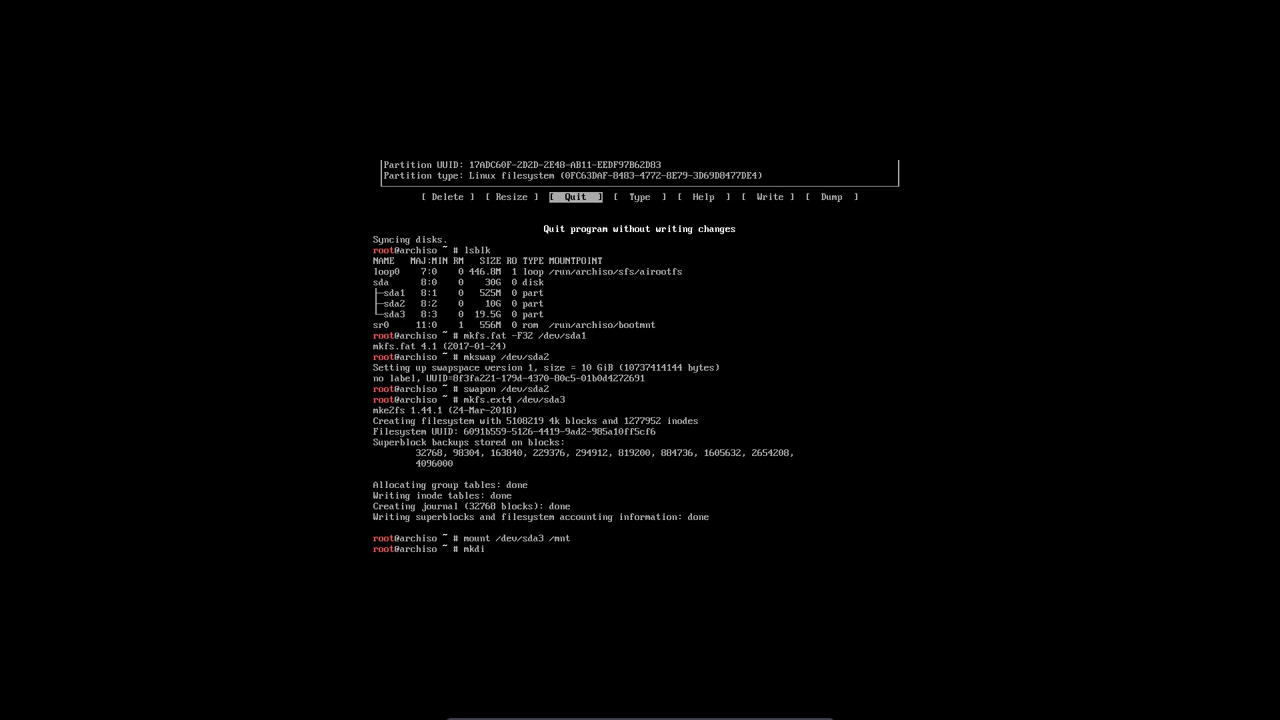 Partition UUID: 17ADC60F-2D2D-2E48-AB11-EEDF97B62D83
Partition type: Linux filesystem (0FC63DAF-8483-4772-8E79-3D69D8477DE4)
[ Delete ]  [ Resize ]  [  Quit  ]  [  Type  ]  [  Help  ]  [  Write ]  [  Dump  ]
Quit program without writing changes
Syncing disks.
root@archiso ~ # lsblk
NAME   MAJ:MIN RM   SIZE RO TYPE MOUNTPOINT
loop0    7:0    0 446.8M  1 loop /run/archiso/sfs/airootfs
sda      8:0    0    30G  0 disk
├─sda1   8:1    0   525M  0 part
├─sda2   8:2    0    10G  0 part
└─sda3   8:3    0  19.5G  0 part
sr0     11:0    1   556M  0 rom  /run/archiso/bootmnt
root@archiso ~ # mkfs.fat -F32 /dev/sda1
mkfs.fat 4.1 (2017-01-24)
root@archiso ~ # mkswap /dev/sda2
Setting up swapspace version 1, size = 10 GiB (10737414144 bytes)
no label, UUID=8f3fa221-179d-4370-80c5-01b0d4272691
root@archiso ~ # swapon /dev/sda2
root@archiso ~ # mkfs.ext4 /dev/sda3
mke2fs 1.44.1 (24-Mar-2018)
Creating filesystem with 5108219 4k blocks and 1277952 inodes
Filesystem UUID: 6091b559-5126-4419-9ad2-985a10ff5cf6
Superblock backups stored on blocks:
32768, 98304, 163840, 229376, 294912, 819200, 884736, 1605632, 2654208,
4096000
Allocating group tables: done
Writing inode tables: done
Creating journal (32768 blocks): done
Writing superblocks and filesystem accounting information: done
root@archiso ~ # mount /dev/sda3 /mnt
root@archiso ~ # mkdi